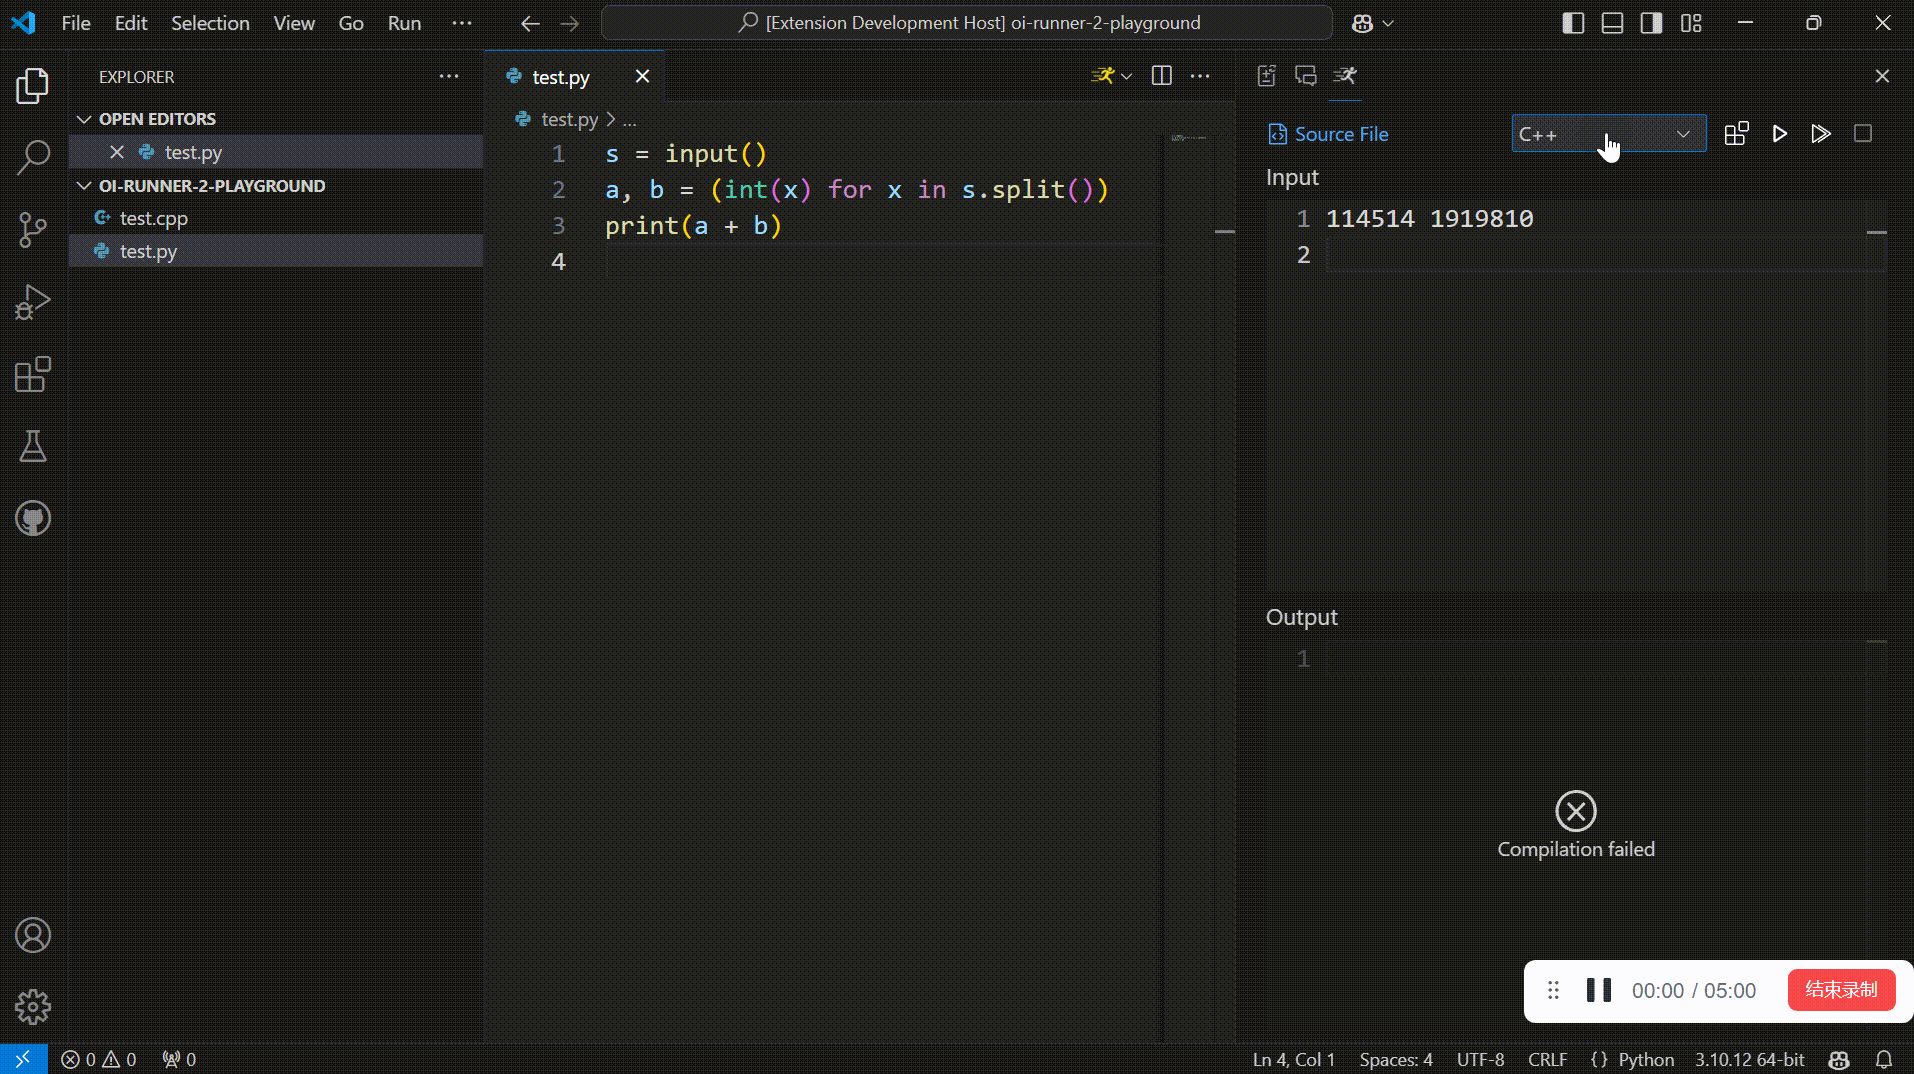 File Edit Selection View Go Run ···
[Extension Development Host] oi-runner-2-playground
EXPLORER
OPEN EDITORS
test.py
OI-RUNNER-2-PLAYGROUND
test.cpp
test.py
test.py
test.py > ...
1 s = input()
2 a, b = (int(x) for x in s.split())
3 print(a + b)
4
Source File
C++
Input
1 114514 1919810
2
Output
1
Compilation failed
00:00 / 05:00 结束录制
0 0 0
Ln 4, Col 1 Spaces: 4 UTF-8 CRLF {} Python 3.10.12 64-bit